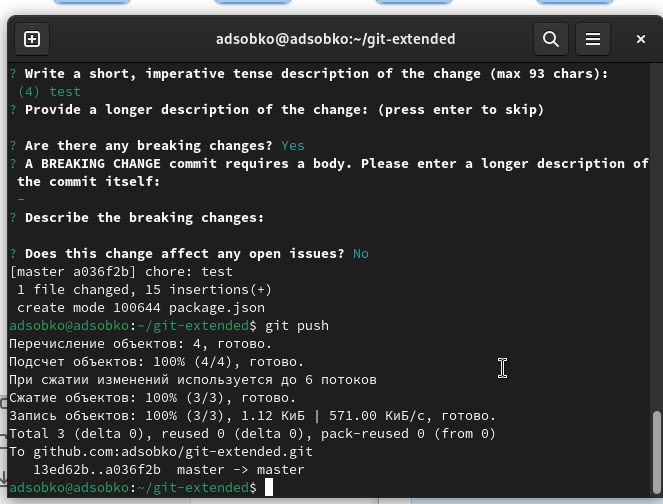 adsobko@adsobko:~/git-extended
? Write a short, imperative tense description of the change (max 93 chars):
(4) test
? Provide a longer description of the change: (press enter to skip)
? Are there any breaking changes? Yes
? A BREAKING CHANGE commit requires a body. Please enter a longer description of
the commit itself:
-
? Describe the breaking changes:
? Does this change affect any open issues? No
[master a036f2b] chore: test
1 file changed, 15 insertions(+)
create mode 100644 package.json
adsobko@adsobko:~/git-extended$ git push
Перечисление объектов: 4, готово.
Подсчет объектов: 100% (4/4), готово.
При сжатии изменений используется до 6 потоков
Сжатие объектов: 100% (3/3), готово.
Запись объектов: 100% (3/3), 1.12 КиБ | 571.00 КиБ/с, готово.
Total 3 (delta 0), reused 0 (delta 0), pack-reused 0 (from 0)
To github.com:adsobko/git-extended.git
13ed62b..a036f2b  master -> master
adsobko@adsobko:~/git-extended$